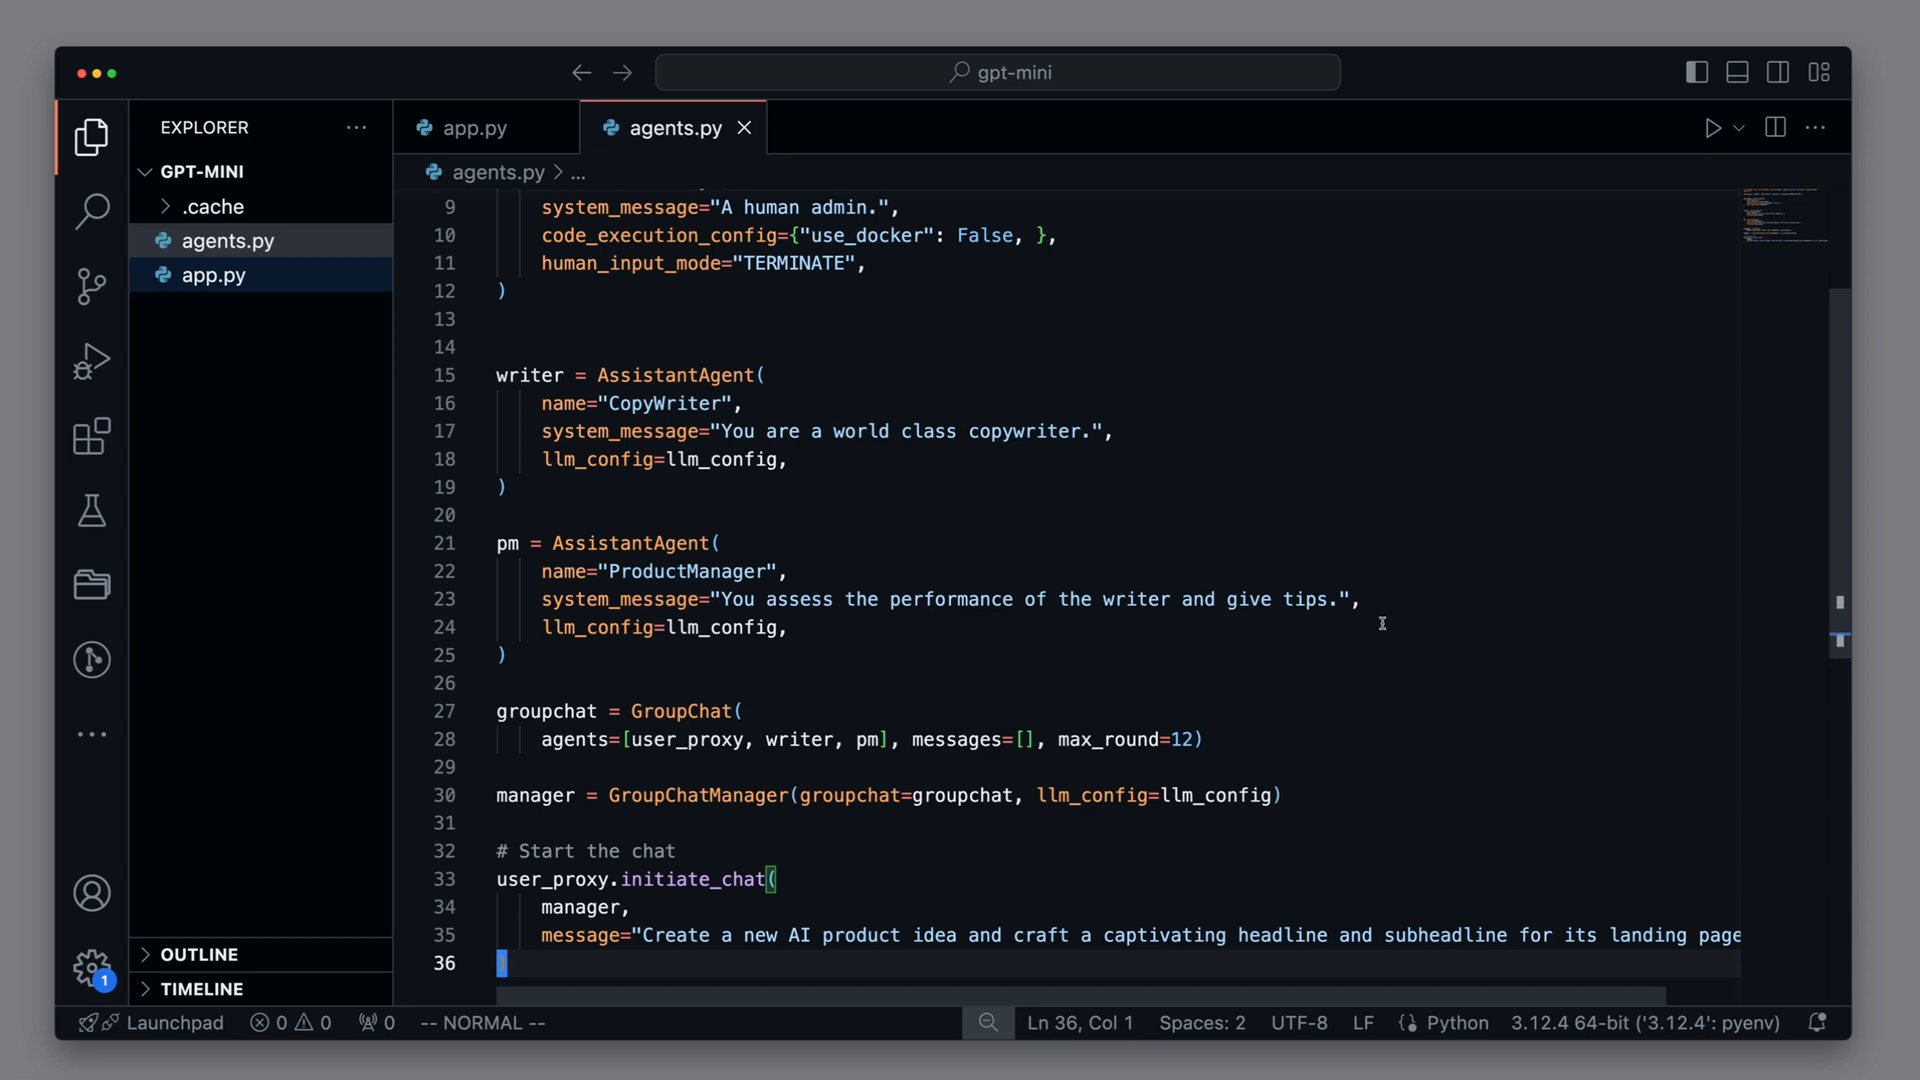 gpt-mini
EXPLORER
GPT-MINI
.cache
agents.py
app.py
OUTLINE
TIMELINE
app.py
agents.py
agents.py > ...
9 system_message="A human admin.",
10 code_execution_config={"use_docker": False, },
11 human_input_mode="TERMINATE",
12 )
13
14
15 writer = AssistantAgent(
16 name="CopyWriter",
17 system_message="You are a world class copywriter.",
18 llm_config=llm_config,
19 )
20
21 pm = AssistantAgent(
22 name="ProductManager",
23 system_message="You assess the performance of the writer and give tips.",
24 llm_config=llm_config,
25 )
26
27 groupchat = GroupChat(
28 agents=[user_proxy, writer, pm], messages=[], max_round=12)
29
30 manager = GroupChatManager(groupchat=groupchat, llm_config=llm_config)
31
32 # Start the chat
33 user_proxy.initiate_chat(
34 manager,
35 message="Create a new AI product idea and craft a captivating headline and subheadline for its landing page
36 )
1
Launchpad 0 0 0 -- NORMAL -- Ln 36, Col 1 Spaces: 2 UTF-8 LF Python 3.12.4 64-bit ('3.12.4': pyenv)